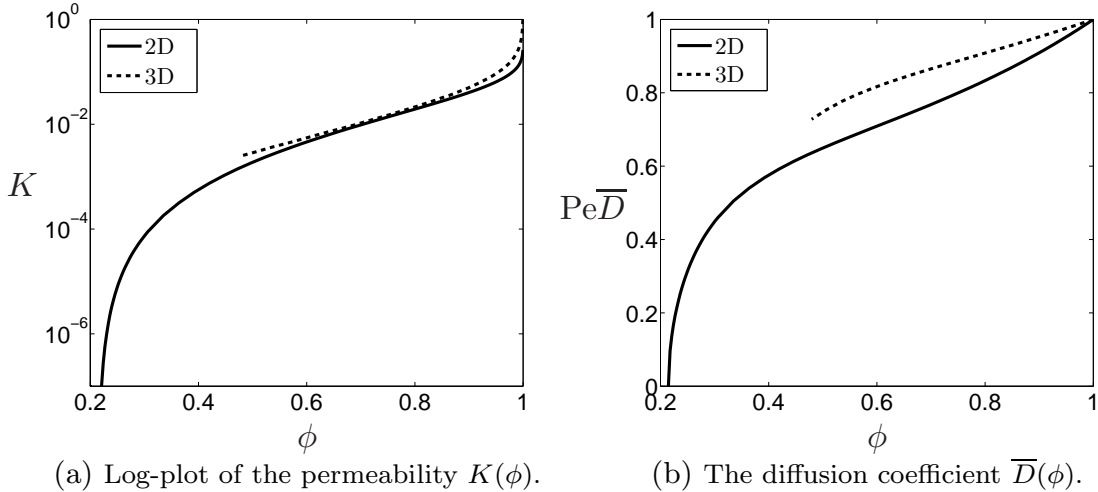 10^0
10^{-2}
10^{-4}
10^{-6}
K
2D
3D
0.2 0.4 0.6 0.8 1
ϕ
(a) Log-plot of the permeability K(ϕ).
1
0.8
0.6
0.4
0.2
0
Pe\overline{D}
2D
3D
0.2 0.4 0.6 0.8 1
ϕ
(b) The diffusion coefficient \overline{D}(ϕ).